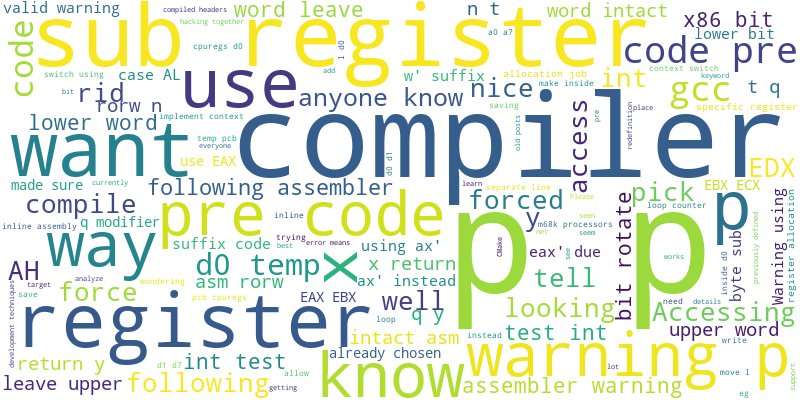 valid warning
compiled headers
word leave
n t
word intact
x86 bit
hacking together
sub register
lower bit
code
cpuregs d0
1 d0
a0 a7
code pre
switch using
case AL
use
add
w' suffix
allocation job
context switch
rid
anyone know
nice
make inside
int
gcc
t q
keyword
bit
rorw n
saving
specific register
lower word
implement context
compiler
old posts
pre
access
redefinition
place
want
temp pcb
everyone
use EAX
d0 d1
EDX
made sure
currently
following assembler
learn
separate line
Please
forced
pick
EBX ECX
Warning using
compile
q modifier
pre code
p p
p
loop counter
seen
m68k processors
y
seem
inline assembly
suffix code
trying
inline
using ax'
net
bit rotate
byte sub
previously defined
register allocation
way
best
error means
CMake
eax' due
see
works
AH
wondering
d0 temp
x
x return
tell
inside d0
target
analyze
asm rorw
ax' instead
development techniques
save
force
pcb cpuregs
EAX EBX
well
q y
looking
need
details
Accessing
register
loop
test int
write
upper word
intact asm
instead
already chosen
warning p
return y
d1 d7
int test
know
allow
lot
move 1
support
leave upper
following
getting
assembler warning
eg